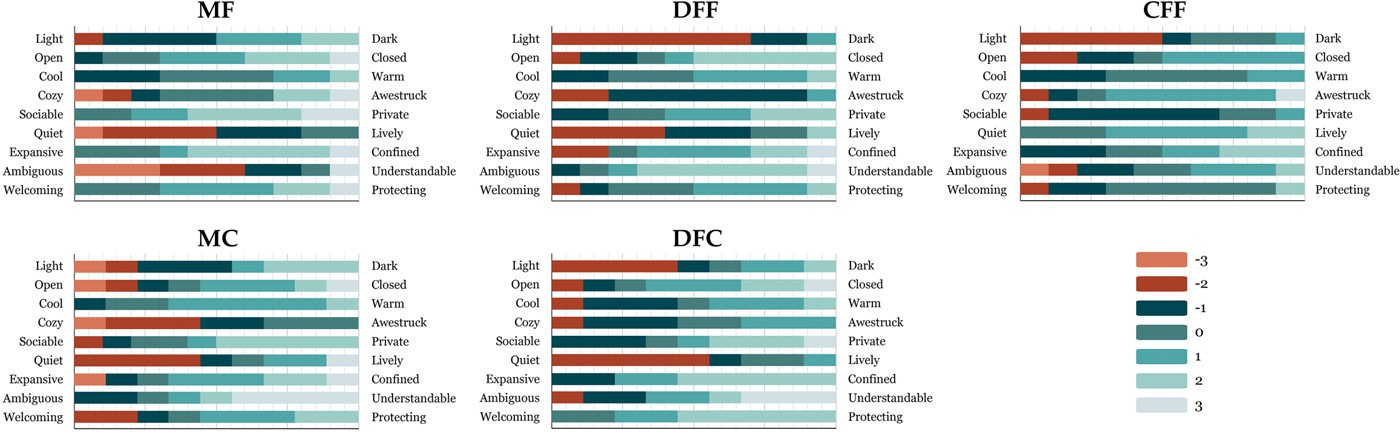 MF
DFF
CFF
Light Dark
Open Closed
Cool Warm
Cozy Awestruck
Sociable Private
Quiet Lively
Expansive Confined
Ambiguous Understandable
Welcoming Protecting
Light Dark
Open Closed
Cool Warm
Cozy Awestruck
Sociable Private
Quiet Lively
Expansive Confined
Ambiguous Understandable
Welcoming Protecting
Light Dark
Open Closed
Cool Warm
Cozy Awestruck
Sociable Private
Quiet Lively
Expansive Confined
Ambiguous Understandable
Welcoming Protecting
MC
DFC
Light Dark
Open Closed
Cool Warm
Cozy Awestruck
Sociable Private
Quiet Lively
Expansive Confined
Ambiguous Understandable
Welcoming Protecting
Light Dark
Open Closed
Cool Warm
Cozy Awestruck
Sociable Private
Quiet Lively
Expansive Confined
Ambiguous Understandable
Welcoming Protecting
-3
-2
-1
0
1
2
3